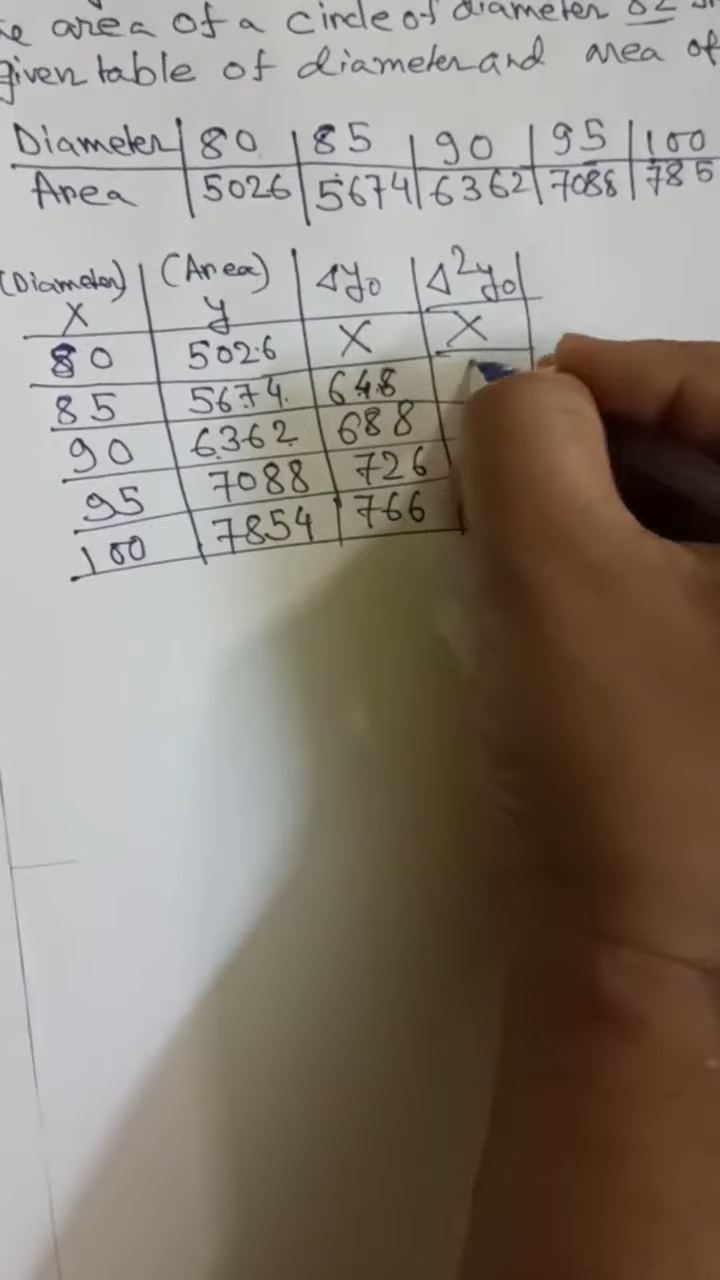 area of a circle of diameter 82
given table of diameter and area of
Diameter 80 85 90 95 100
Area 5026 5674 6362 7088 785
(Diameter) (Area) Δy₀ Δ²y₀
X y
80 5026 X X
85 5674 648
90 6362 688
95 7088 726
100 7854 766